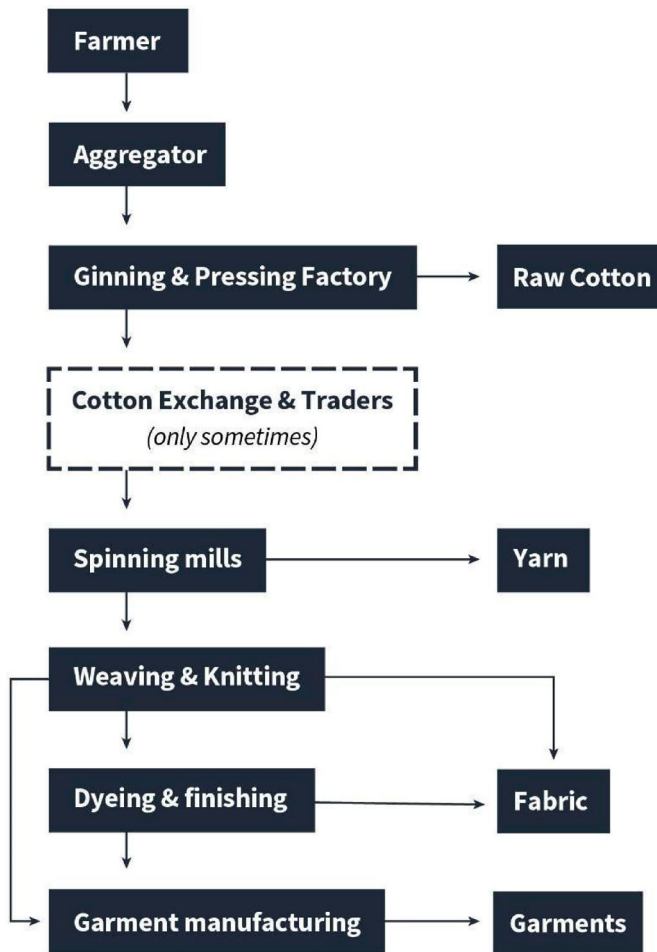 Farmer
Aggregator
Ginning & Pressing Factory
Raw Cotton
Cotton Exchange & Traders
(only sometimes)
Spinning mills
Yarn
Weaving & Knitting
Dyeing & finishing
Fabric
Garment manufacturing
Garments